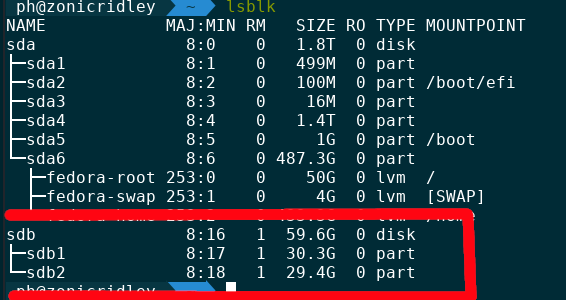 ph@zonicridley ~ lsblk
NAME MAJ:MIN RM SIZE RO TYPE MOUNTPOINT
sda 8:0 0 1.8T 0 disk
├─sda1 8:1 0 499M 0 part
├─sda2 8:2 0 100M 0 part /boot/efi
├─sda3 8:3 0 16M 0 part
├─sda4 8:4 0 1.4T 0 part
├─sda5 8:5 0 1G 0 part /boot
└─sda6 8:6 0 487.3G 0 part
├─fedora-root 253:0 0 50G 0 lvm /
├─fedora-swap 253:1 0 4G 0 lvm [SWAP]
0 lvm /home
sdb 8:16 1 59.6G 0 disk
├─sdb1 8:17 1 30.3G 0 part
└─sdb2 8:18 1 29.4G 0 part
ph@zonicridley ~